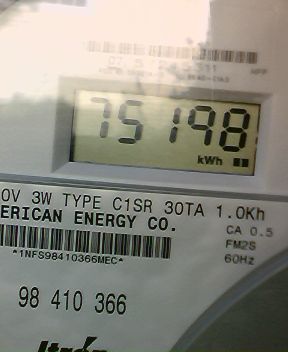 75198
kWh
0V 3W TYPE C1SR 30TA 1.0Kh
ERICAN ENERGY CO.
CA 0.5
FM2S
*1NFS98410366MEC*
60Hz
98 410 366
Itrón